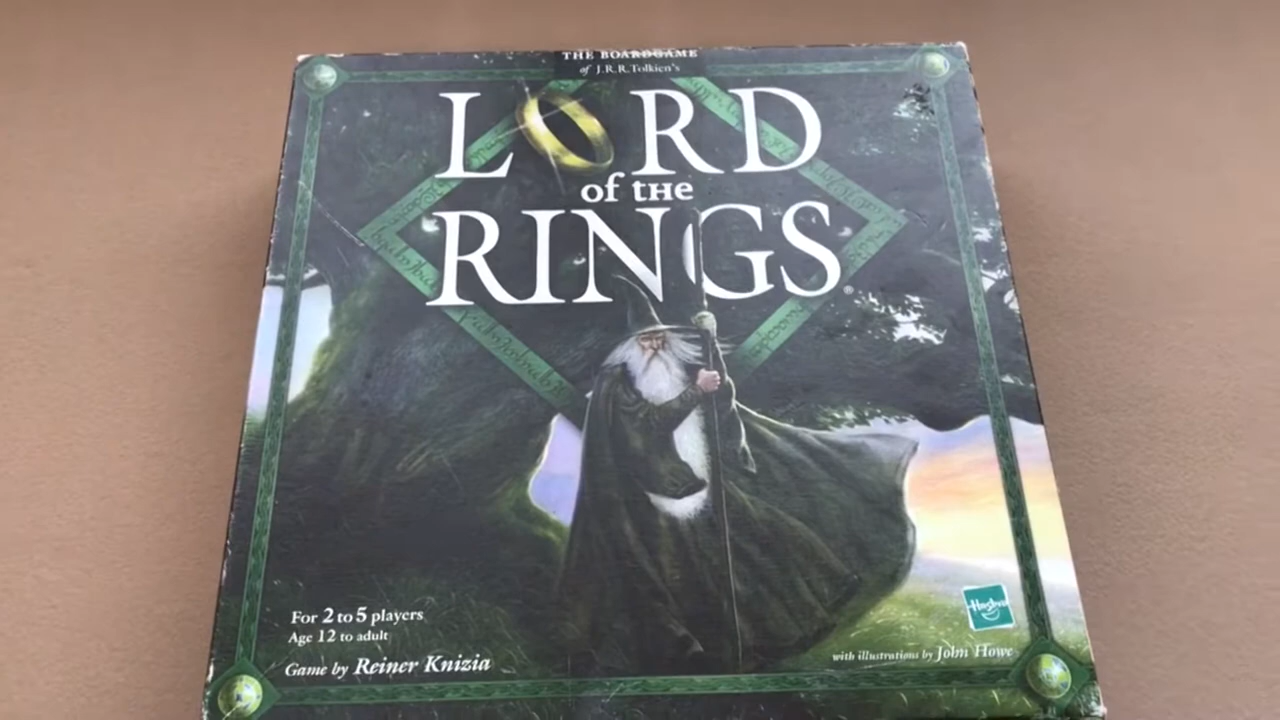 THE BOARDGAME
of J.R.R.Tolkien's
LORD
of the
RINGS®
For 2 to 5 players
Age 12 to adult
Game by Reiner Knizia
Hasbro
with illustrations by John Howe